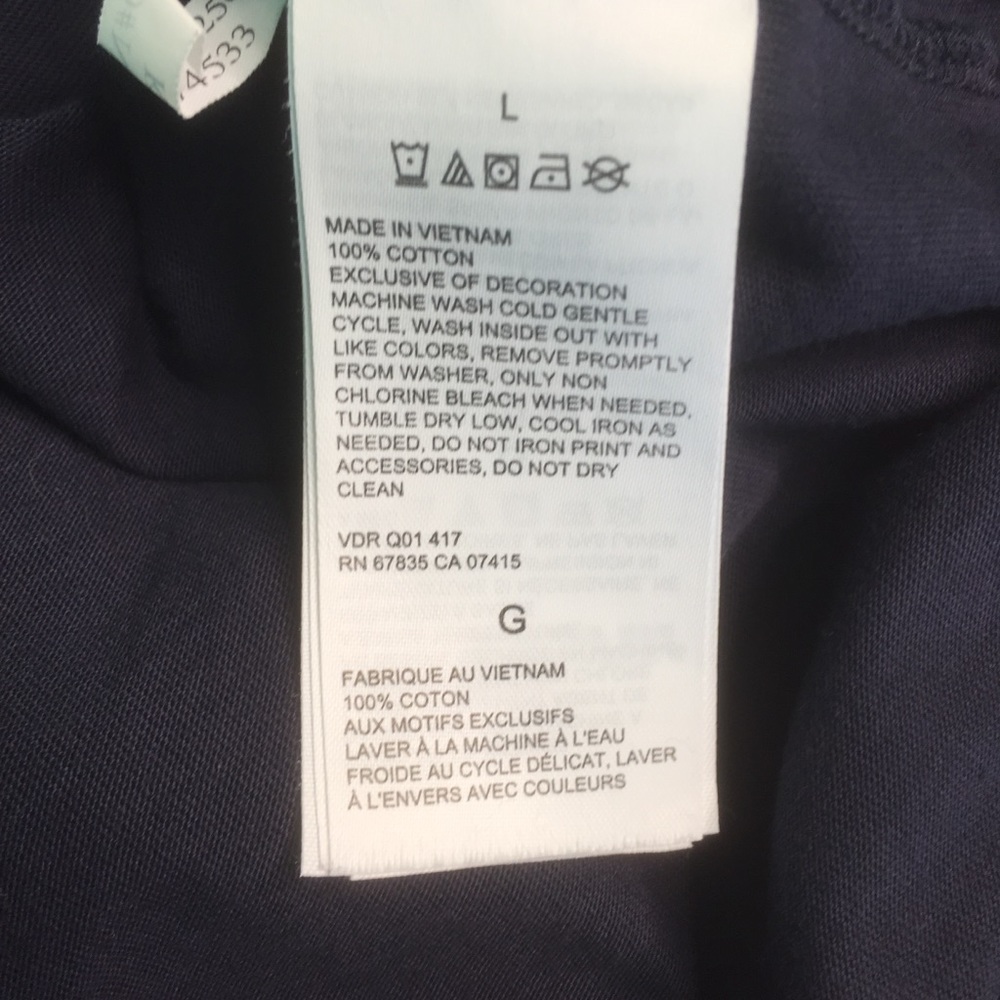 4533
L
MADE IN VIETNAM
100% COTTON
EXCLUSIVE OF DECORATION
MACHINE WASH COLD GENTLE
CYCLE, WASH INSIDE OUT WITH
LIKE COLORS, REMOVE PROMPTLY
FROM WASHER, ONLY NON
CHLORINE BLEACH WHEN NEEDED,
TUMBLE DRY LOW, COOL IRON AS
NEEDED, DO NOT IRON PRINT AND
ACCESSORIES, DO NOT DRY
CLEAN
VDR Q01 417
RN 67835 CA 07415
G
FABRIQUE AU VIETNAM
100% COTON
AUX MOTIFS EXCLUSIFS
LAVER À LA MACHINE À L'EAU
FROIDE AU CYCLE DÉLICAT, LAVER
À L'ENVERS AVEC COULEURS